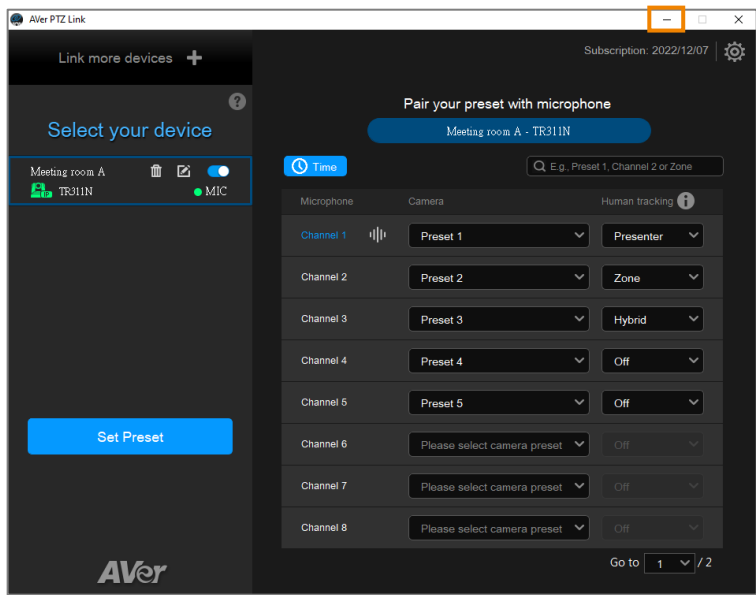 AVer PTZ Link
Link more devices
Subscription: 2022/12/07
Select your device
Meeting room A
TR311N
IP
MIC
Set Preset
AVer
Pair your preset with microphone
Meeting room A - TR311N
Time
E.g., Preset 1, Channel 2 or Zone
Microphone Camera Human tracking
Channel 1 Preset 1 Presenter
Channel 2 Preset 2 Zone
Channel 3 Preset 3 Hybrid
Channel 4 Preset 4 Off
Channel 5 Preset 5 Off
Channel 6 Please select camera preset Off
Channel 7 Please select camera preset Off
Channel 8 Please select camera preset Off
Go to 1 / 2